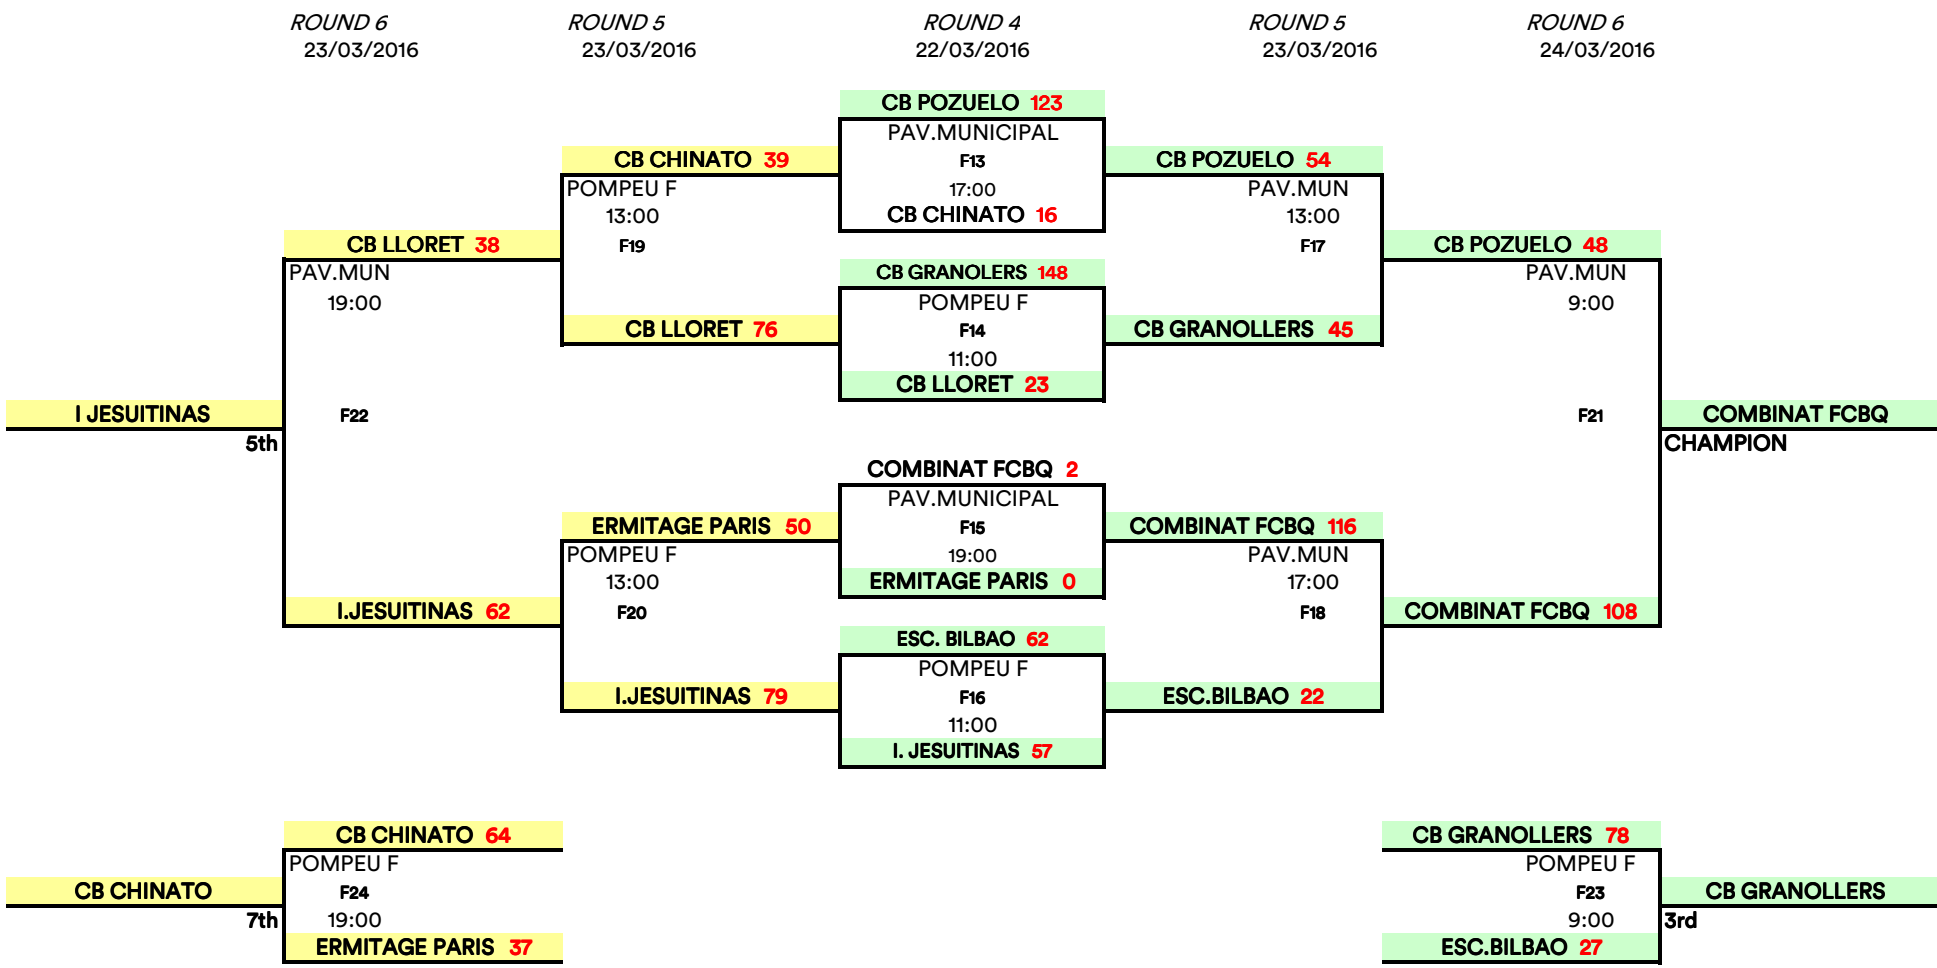 ROUND 6 ROUND 5 ROUND 4 ROUND 5 ROUND 6
23/03/2016 23/03/2016 22/03/2016 23/03/2016 24/03/2016
CB POZUELO 123
PAV.MUNICIPAL
CB CHINATO 39 F13 CB POZUELO 54
POMPEU F 17:00 PAV.MUN
13:00 CB CHINATO 16 13:00
CB LLORET 38 F19 F17 CB POZUELO 48
PAV.MUN CB GRANOLERS 148 PAV.MUN
19:00 POMPEU F 9:00
CB LLORET 76 F14 CB GRANOLLERS 45
11:00
CB LLORET 23
I JESUITINAS F22 F21 COMBINAT FCBQ
5th CHAMPION
COMBINAT FCBQ 2
PAV.MUNICIPAL
ERMITAGE PARIS 50 F15 COMBINAT FCBQ 116
POMPEU F 19:00 PAV.MUN
13:00 ERMITAGE PARIS 0 17:00
I.JESUITINAS 62 F20 F18 COMBINAT FCBQ 108
ESC. BILBAO 62
POMPEU F
I.JESUITINAS 79 F16 ESC.BILBAO 22
11:00
I. JESUITINAS 57
CB CHINATO 64 CB GRANOLLERS 78
POMPEU F POMPEU F
CB CHINATO F24 F23 CB GRANOLLERS
7th 19:00 9:00 3rd
ERMITAGE PARIS 37 ESC.BILBAO 27